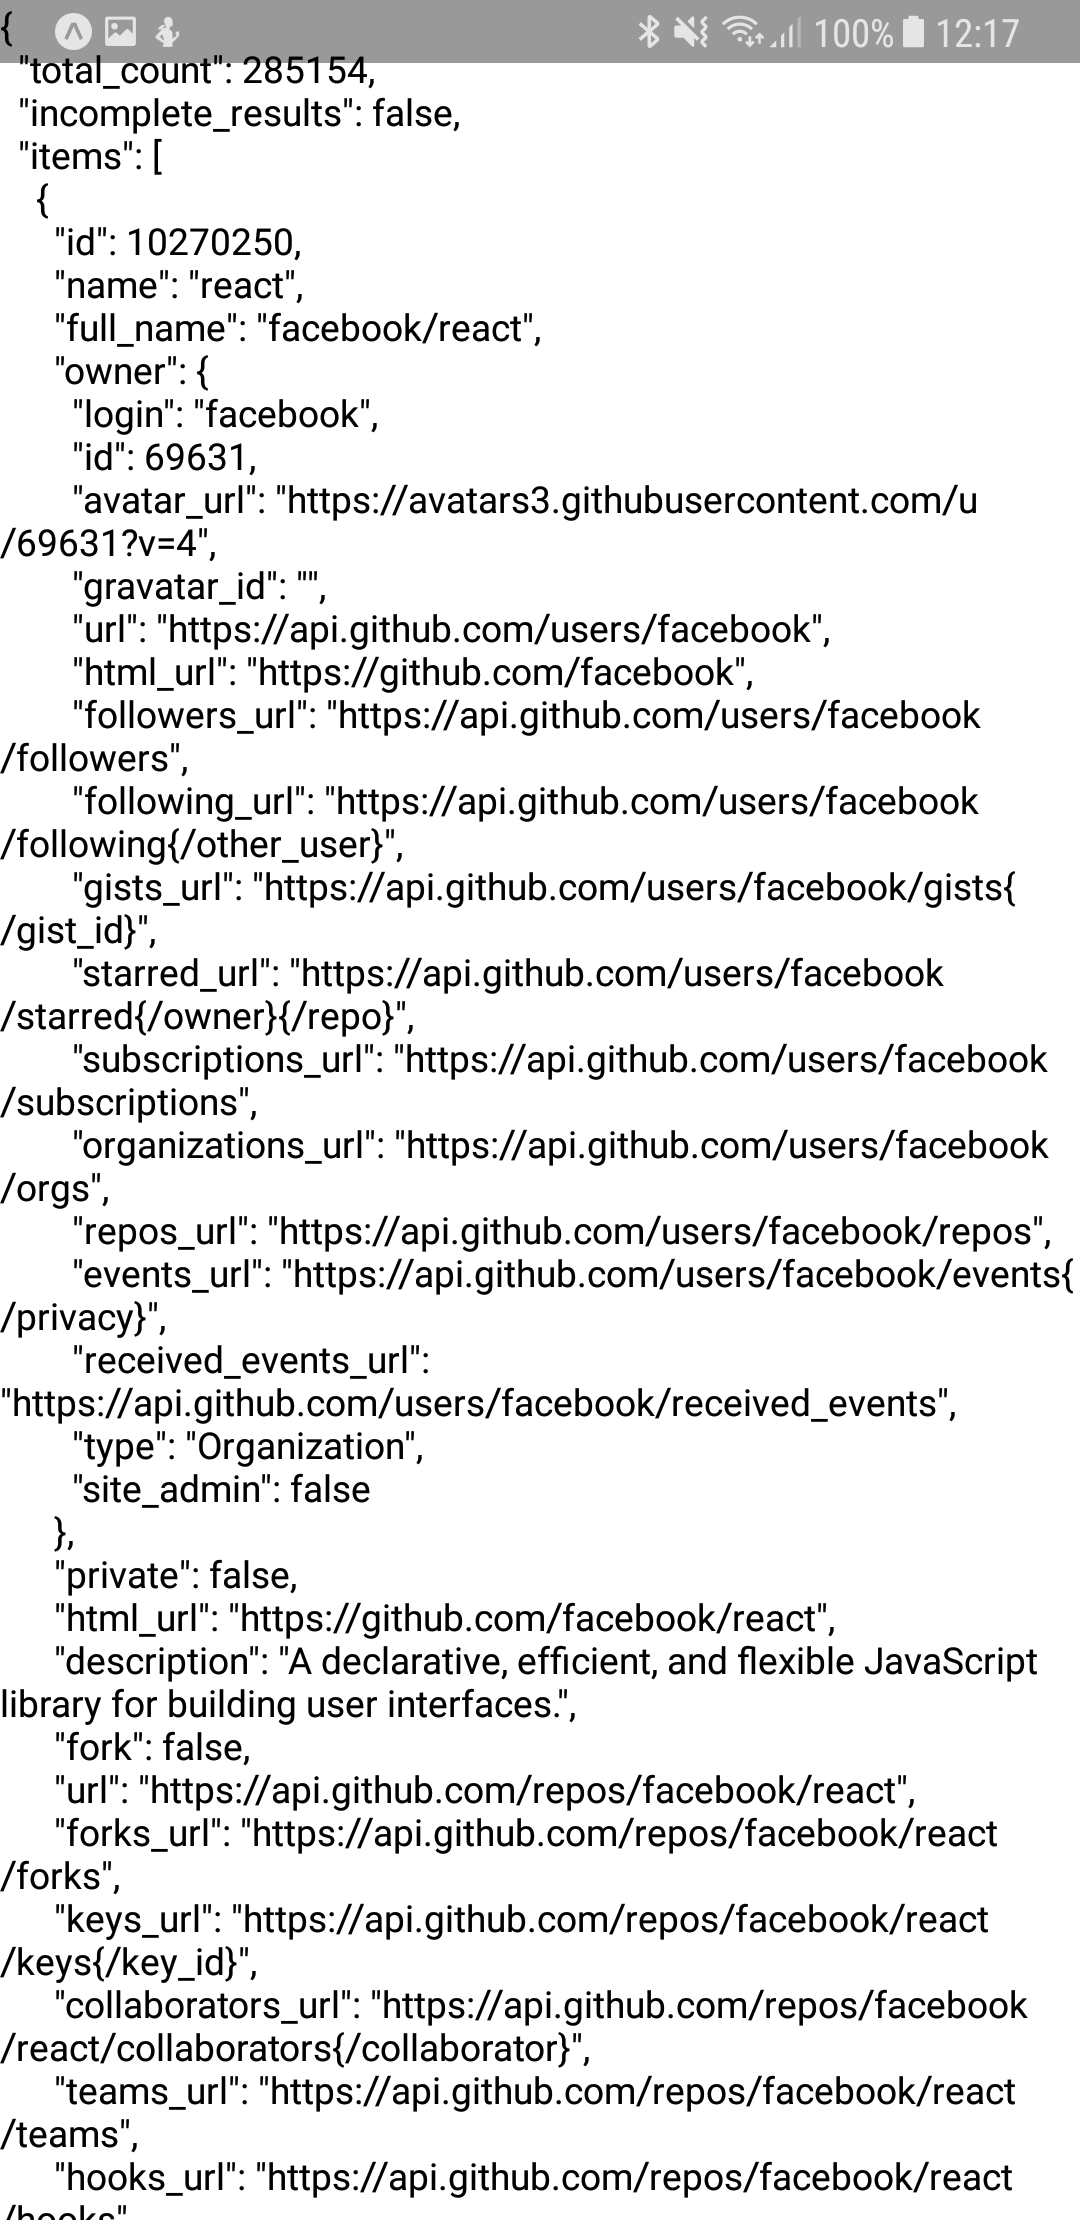 {
100% 12:17
"total_count": 285154,
"incomplete_results": false,
"items": [
{
"id": 10270250,
"name": "react",
"full_name": "facebook/react",
"owner": {
"login": "facebook",
"id": 69631,
"avatar_url": "https://avatars3.githubusercontent.com/u
/69631?v=4",
"gravatar_id": "",
"url": "https://api.github.com/users/facebook",
"html_url": "https://github.com/facebook",
"followers_url": "https://api.github.com/users/facebook
/followers",
"following_url": "https://api.github.com/users/facebook
/following{/other_user}",
"gists_url": "https://api.github.com/users/facebook/gists{
/gist_id}",
"starred_url": "https://api.github.com/users/facebook
/starred{/owner}{/repo}",
"subscriptions_url": "https://api.github.com/users/facebook
/subscriptions",
"organizations_url": "https://api.github.com/users/facebook
/orgs",
"repos_url": "https://api.github.com/users/facebook/repos",
"events_url": "https://api.github.com/users/facebook/events{
/privacy}",
"received_events_url":
"https://api.github.com/users/facebook/received_events",
"type": "Organization",
"site_admin": false
},
"private": false,
"html_url": "https://github.com/facebook/react",
"description": "A declarative, efficient, and flexible JavaScript
library for building user interfaces.",
"fork": false,
"url": "https://api.github.com/repos/facebook/react",
"forks_url": "https://api.github.com/repos/facebook/react
/forks",
"keys_url": "https://api.github.com/repos/facebook/react
/keys{/key_id}",
"collaborators_url": "https://api.github.com/repos/facebook
/react/collaborators{/collaborator}",
"teams_url": "https://api.github.com/repos/facebook/react
/teams",
"hooks_url": "https://api.github.com/repos/facebook/react
/hooks"